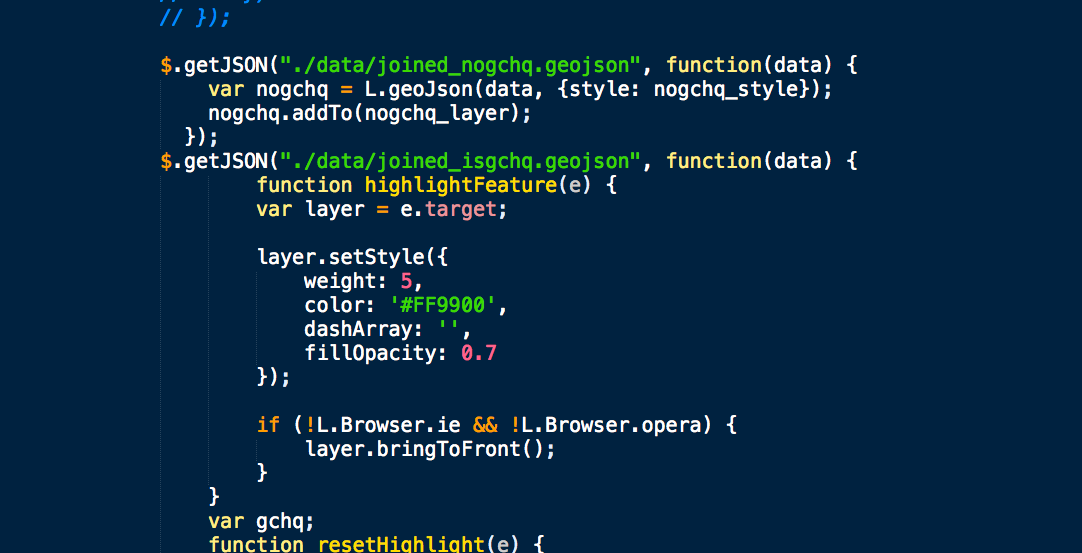 // });
$.getJSON("./data/joined_nogchq.geojson", function(data) {
var nogchq = L.geoJson(data, {style: nogchq_style});
nogchq.addTo(nogchq_layer);
});
$.getJSON("./data/joined_isgchq.geojson", function(data) {
function highlightFeature(e) {
var layer = e.target;
layer.setStyle({
weight: 5,
color: '#FF9900',
dashArray: '',
fillOpacity: 0.7
});
if (!L.Browser.ie && !L.Browser.opera) {
layer.bringToFront();
}
}
var gchq;
function resetHighlight(e) {